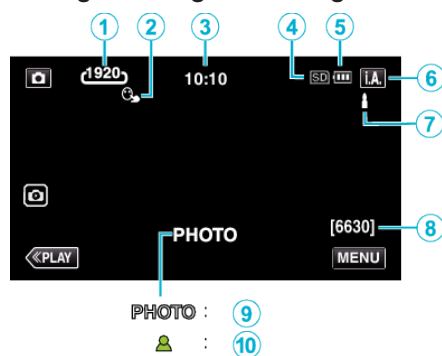 1 2 3 4 5
1920 10:10 SD i.A. 6
7
[6630] 8
PHOTO
≪PLAY MENU
PHOTO : 9
: 10